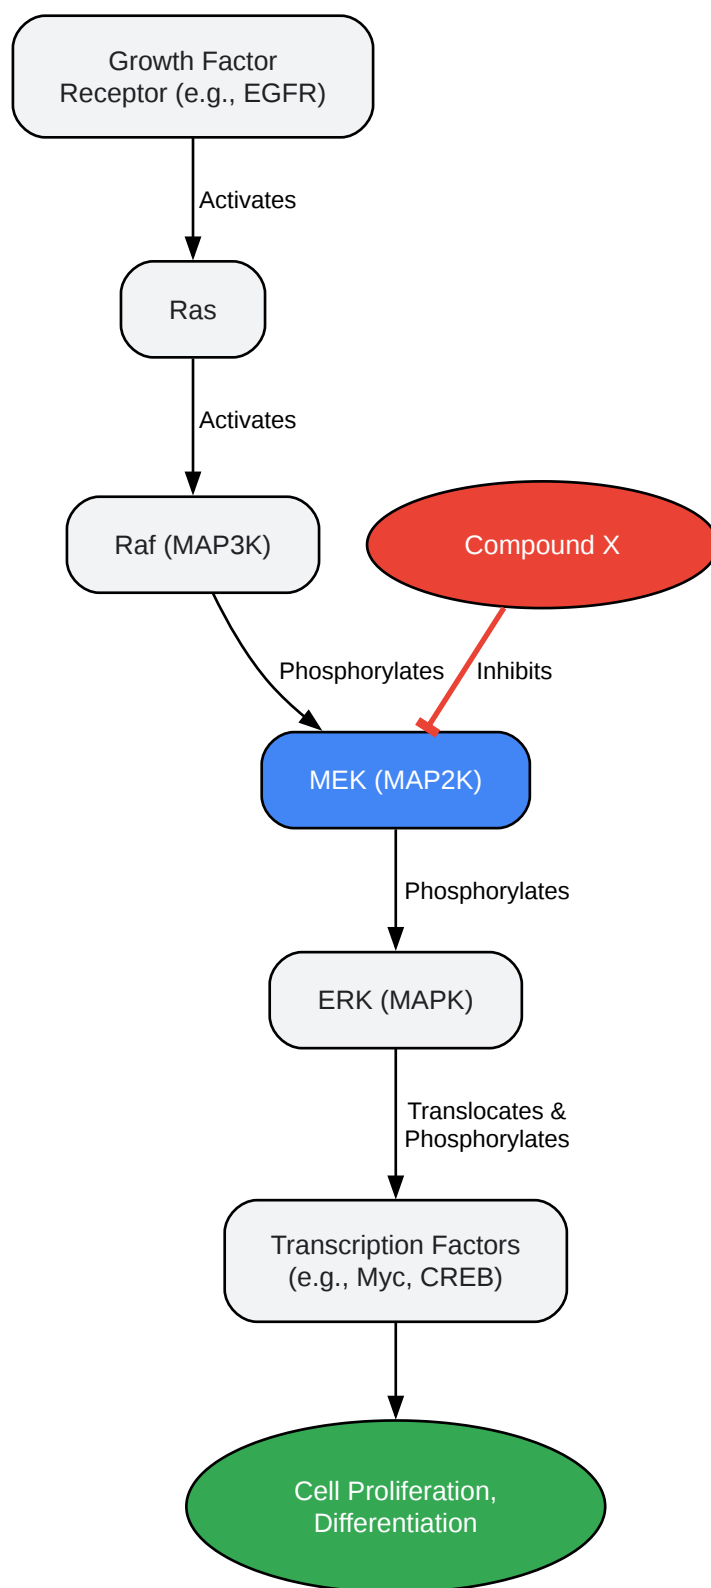 Growth Factor
Receptor (e.g., EGFR)
Activates
Ras
Activates
Raf (MAP3K)
Compound X
Phosphorylates
Inhibits
MEK (MAP2K)
Phosphorylates
ERK (MAPK)
Translocates &
Phosphorylates
Transcription Factors
(e.g., Myc, CREB)
Cell Proliferation,
Differentiation